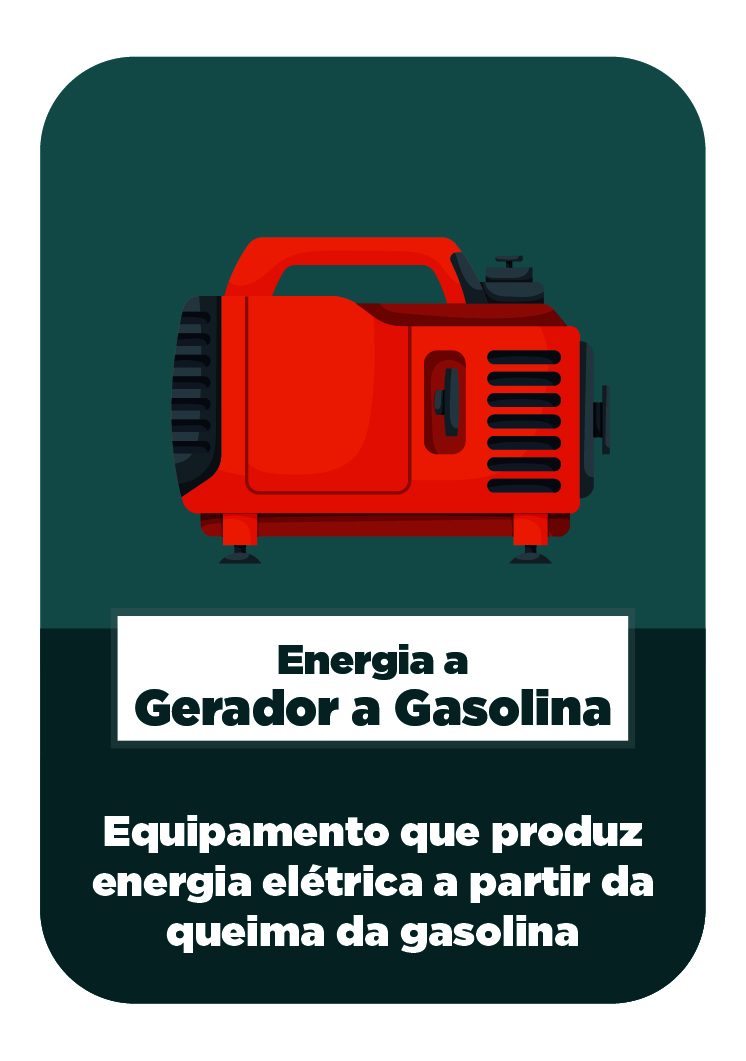 Energia a
Gerador a Gasolina
Equipamento que produz
energia elétrica a partir da
queima da gasolina